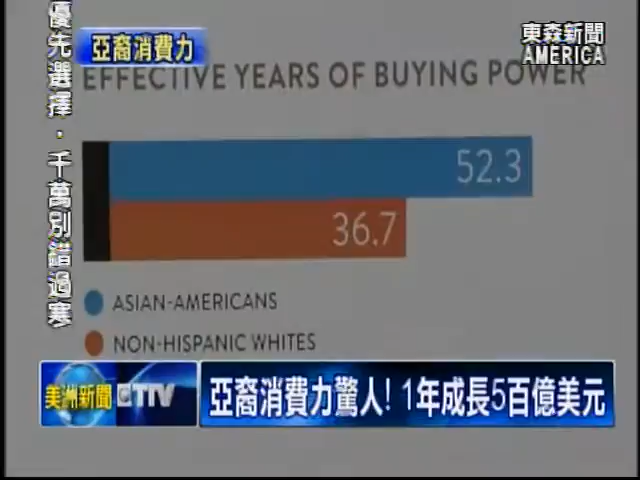 優先選擇．千萬別錯過寒
亞裔消費力
東森新聞
AMERICA
EFFECTIVE YEARS OF BUYING POWER
52.3
36.7
ASIAN-AMERICANS
NON-HISPANIC WHITES
美洲新聞
ETTV
亞裔消費力驚人! 1年成長5百億美元